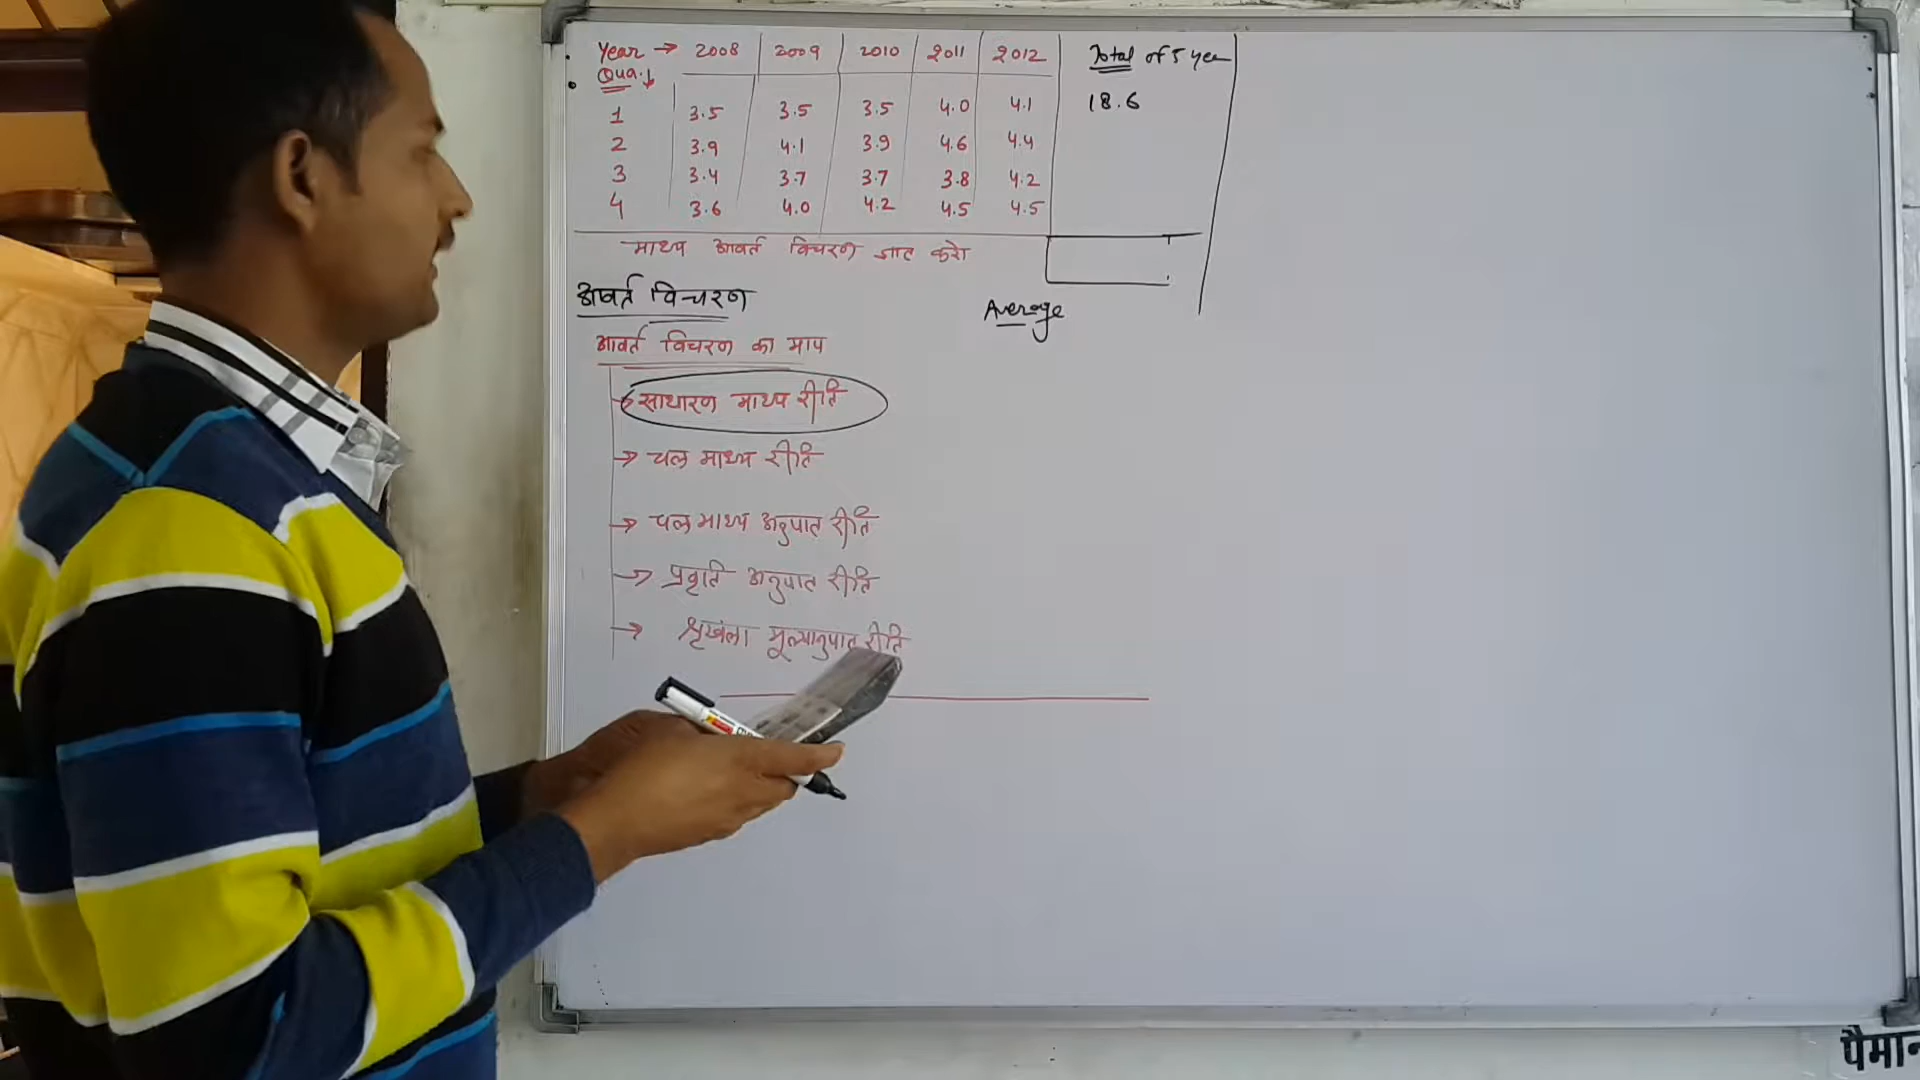 Year → 2008 2009 2010 2011 2012 Total of 5 yea
Qua.↓
1 3.5 3.5 3.5 4.0 4.1 18.6
2 3.9 4.1 3.9 4.6 4.4
3 3.4 3.7 3.7 3.8 4.2
4 3.6 4.0 4.2 4.5 4.5
माध्य आवर्त विचरण ज्ञात करो
आवर्त विचरण
Average
आवर्त विचरण का माप
→ साधारण माध्य रीति
→ चल माध्य रीति
→ चल माध्य अनुपात रीति
→ प्रवृति अनुपात रीति
→ श्रृखंला मूल्यानुपात रीति
पैमान